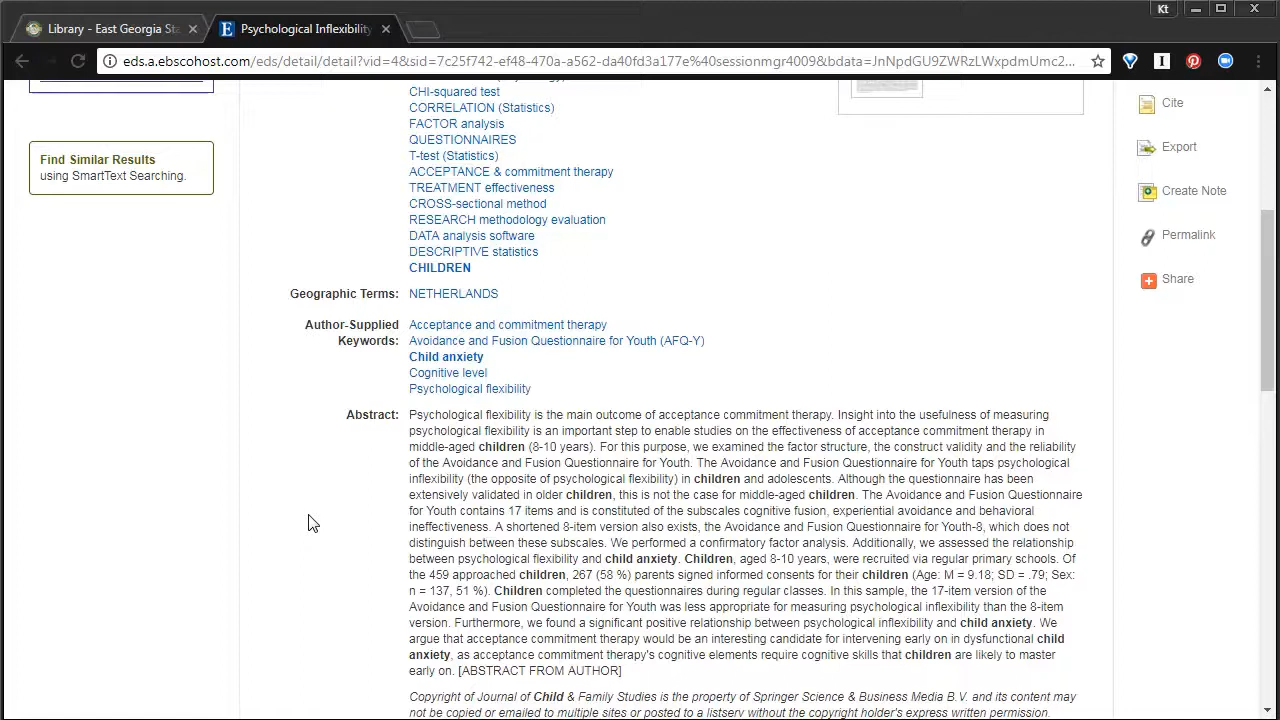 Kt
Library - East Georgia Sta
Psychological Inflexibility
eds.a.ebscohost.com/eds/detail/detail?vid=4&sid=7c25f742-ef48-470a-a562-da40fd3a177e%40sessionmgr4009&bdata=JnNpdGU9ZWRzLWxpdmUmc2...
CHI-squared test
CORRELATION (Statistics)
FACTOR analysis
QUESTIONNAIRES
T-test (Statistics)
ACCEPTANCE & commitment therapy
TREATMENT effectiveness
CROSS-sectional method
RESEARCH methodology evaluation
DATA analysis software
DESCRIPTIVE statistics
CHILDREN
Find Similar Results
using SmartText Searching.
Geographic Terms: NETHERLANDS
Author-Supplied Acceptance and commitment therapy
Keywords: Avoidance and Fusion Questionnaire for Youth (AFQ-Y)
Child anxiety
Cognitive level
Psychological flexibility
Abstract: Psychological flexibility is the main outcome of acceptance commitment therapy. Insight into the usefulness of measuring
psychological flexibility is an important step to enable studies on the effectiveness of acceptance commitment therapy in
middle-aged children (8-10 years). For this purpose, we examined the factor structure, the construct validity and the reliability
of the Avoidance and Fusion Questionnaire for Youth. The Avoidance and Fusion Questionnaire for Youth taps psychological
inflexibility (the opposite of psychological flexibility) in children and adolescents. Although the questionnaire has been
extensively validated in older children, this is not the case for middle-aged children. The Avoidance and Fusion Questionnaire
for Youth contains 17 items and is constituted of the subscales cognitive fusion, experiential avoidance and behavioral
ineffectiveness. A shortened 8-item version also exists, the Avoidance and Fusion Questionnaire for Youth-8, which does not
distinguish between these subscales. We performed a confirmatory factor analysis. Additionally, we assessed the relationship
between psychological flexibility and child anxiety. Children, aged 8-10 years, were recruited via regular primary schools. Of
the 459 approached children, 267 (58 %) parents signed informed consents for their children (Age: M = 9.18; SD = .79; Sex:
n = 137, 51 %). Children completed the questionnaires during regular classes. In this sample, the 17-item version of the
Avoidance and Fusion Questionnaire for Youth was less appropriate for measuring psychological inflexibility than the 8-item
version. Furthermore, we found a significant positive relationship between psychological inflexibility and child anxiety. We
argue that acceptance commitment therapy would be an interesting candidate for intervening early on in dysfunctional child
anxiety, as acceptance commitment therapy's cognitive elements require cognitive skills that children are likely to master
early on. [ABSTRACT FROM AUTHOR]
Copyright of Journal of Child & Family Studies is the property of Springer Science & Business Media B.V. and its content may
not be copied or emailed to multiple sites or posted to a listserv without the copyright holder's express written permission.
Cite
Export
Create Note
Permalink
Share